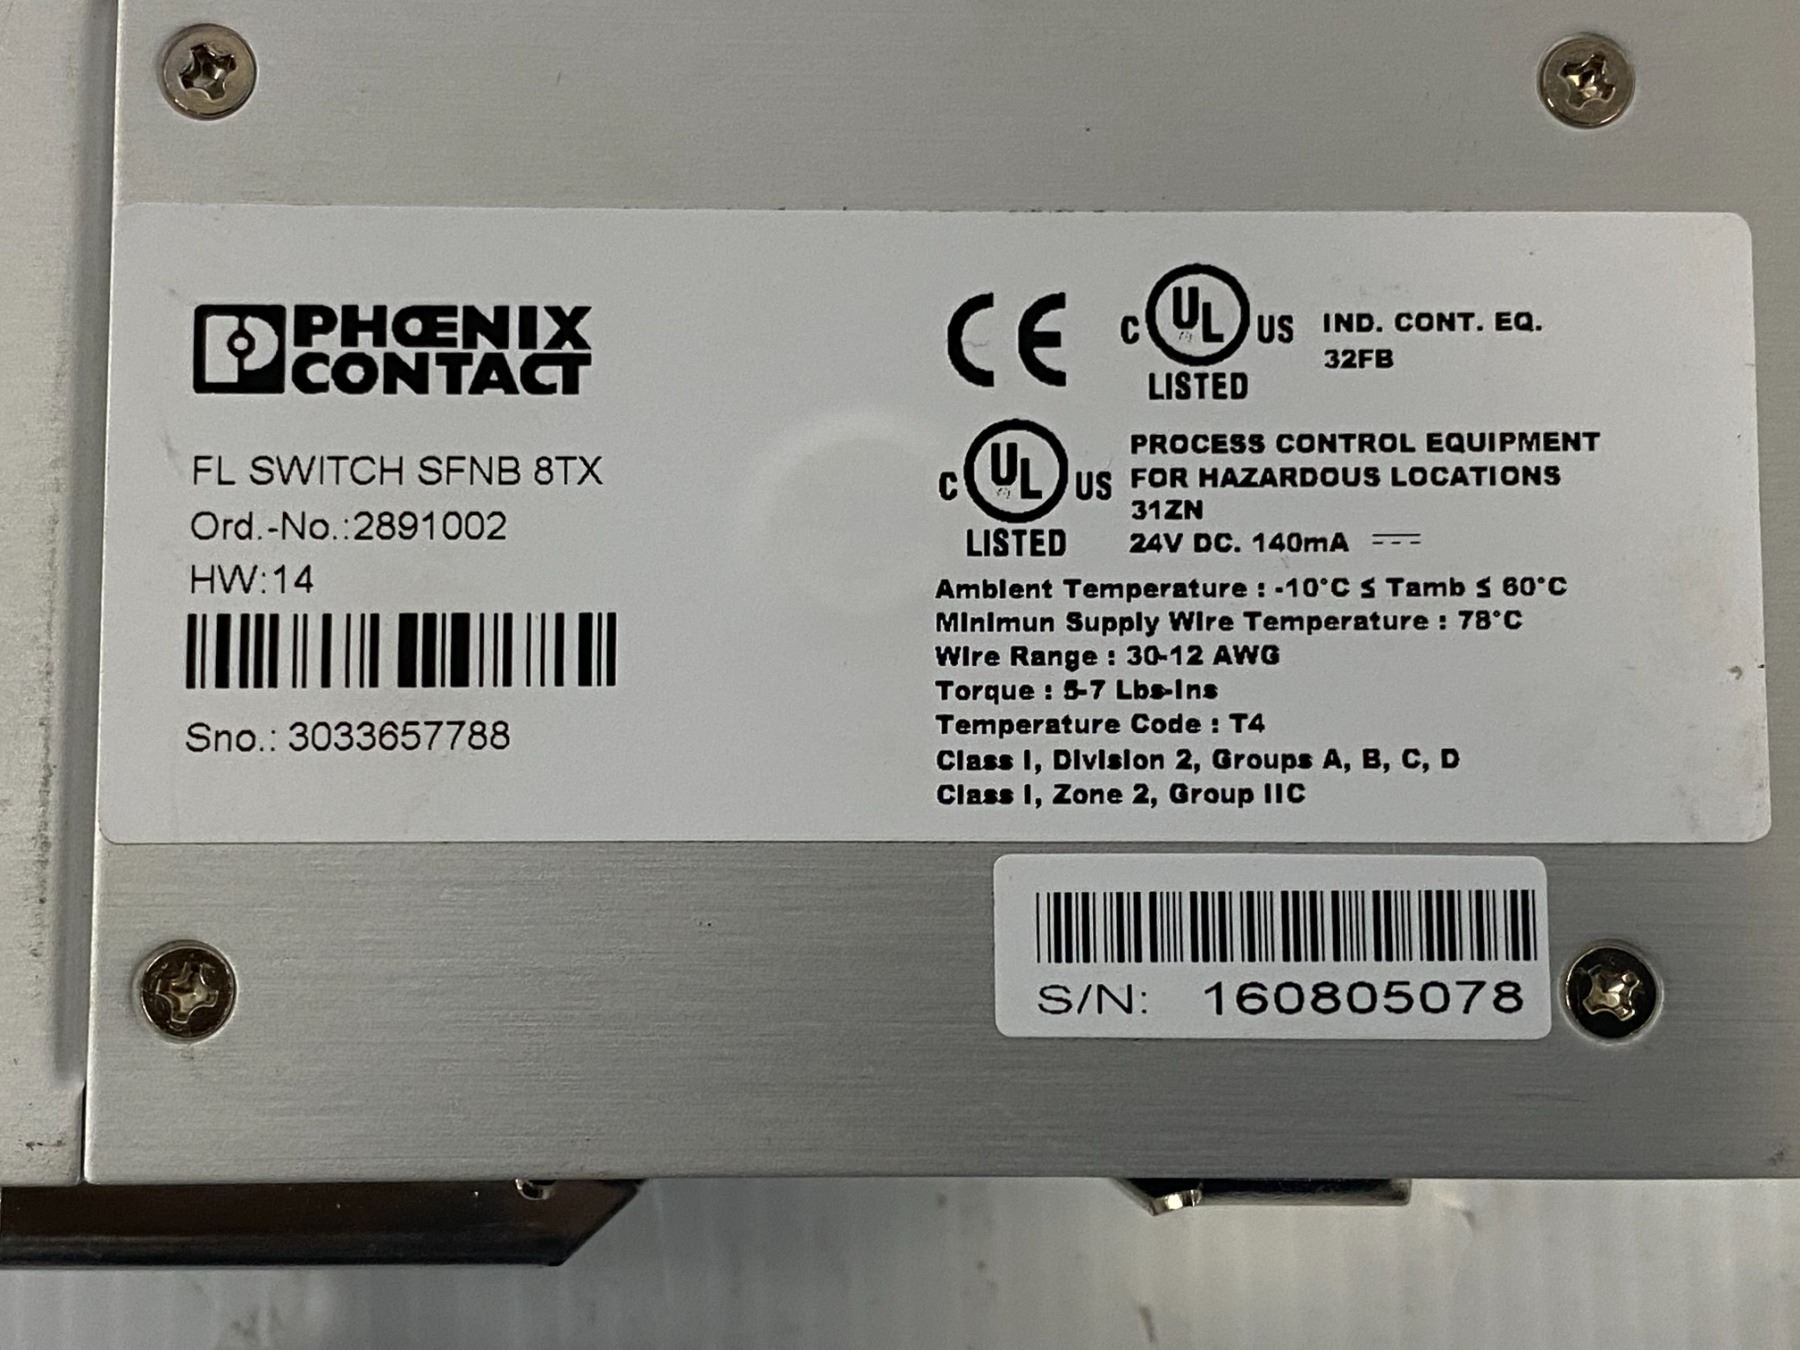 PHŒNIX
CONTACT
FL SWITCH SFNB 8TX
Ord.-No.:2891002
HW:14
Sno.: 3033657788
CE
C UL US
LISTED
IND. CONT. EQ.
32FB
C UL US
LISTED
PROCESS CONTROL EQUIPMENT
FOR HAZARDOUS LOCATIONS
31ZN
24V DC. 140mA
Ambient Temperature : -10°C ≤ Tamb ≤ 60°C
Minimun Supply Wire Temperature : 78°C
Wire Range : 30-12 AWG
Torque : 5-7 Lbs-Ins
Temperature Code : T4
Class I, Division 2, Groups A, B, C, D
Class I, Zone 2, Group IIC
S/N: 160805078